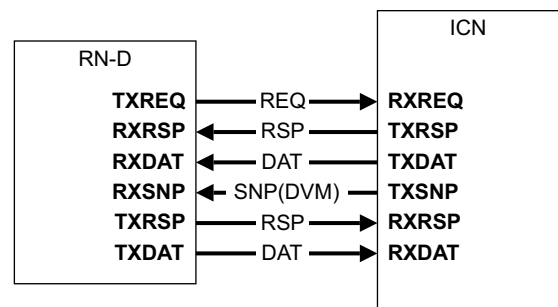 ICN
RN-D
TXREQ REQ RXREQ
RXRSP RSP TXRSP
RXDAT DAT TXDAT
RXSNP SNP(DVM) TXSNP
TXRSP RSP RXRSP
TXDAT DAT RXDAT